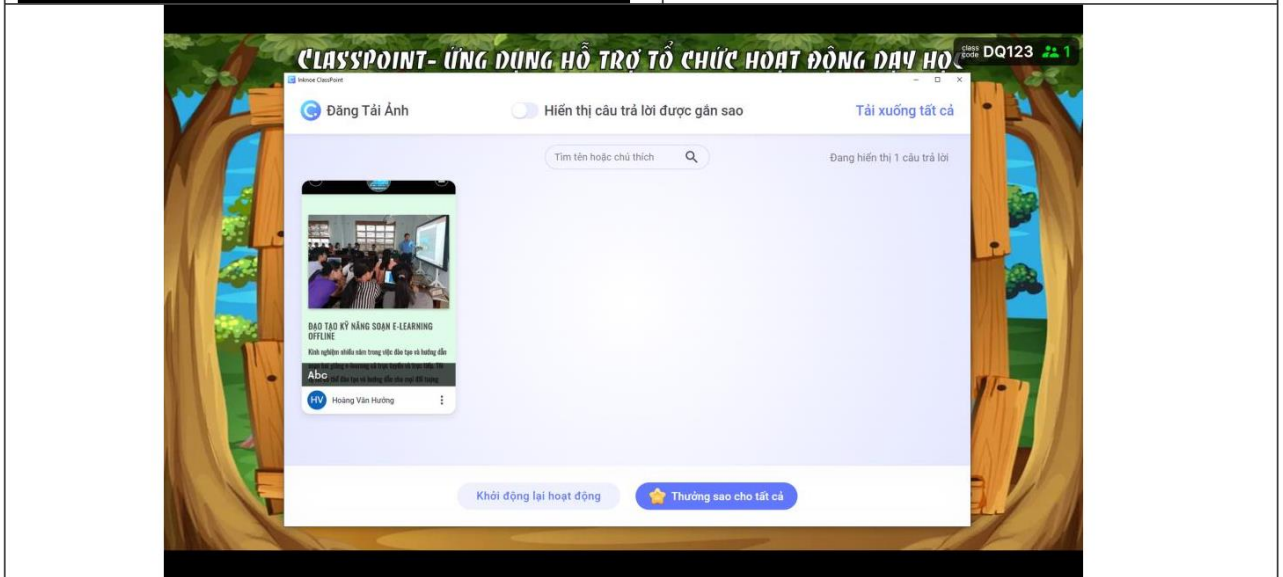 CLASSPOINT- ỨNG DỤNG HỖ TRỢ TỔ CHỨC HOẠT ĐỘNG DẠY HỌC
class code DQ123 1
Inknoe ClassPoint
Đăng Tải Ảnh
Hiển thị câu trả lời được gắn sao
Tải xuống tất cả
Tìm tên hoặc chú thích
Đang hiển thị 1 câu trả lời
ĐẠO TẠO KỸ NĂNG SOẠN E-LEARNING
OFFLINE
Kinh nghiệm nhiều năm trong việc đào tạo và hướng dẫn
Abc
HV Hoàng Văn Hướng
Khởi động lại hoạt động
Thưởng sao cho tất cả